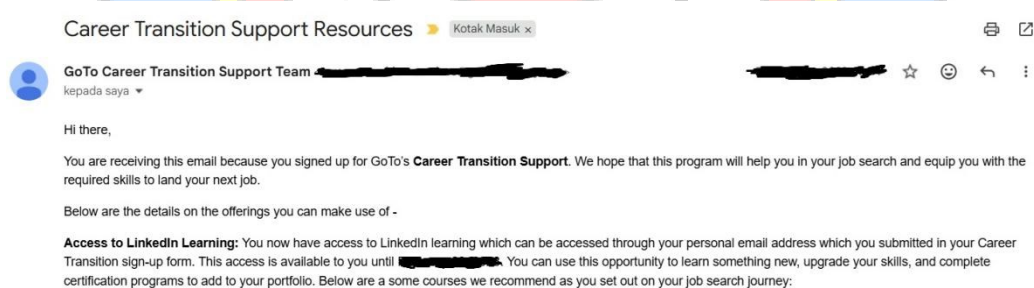 Career Transition Support Resources Kotak Masuk x
GoTo Career Transition Support Team
kepada saya
Hi there,
You are receiving this email because you signed up for GoTo's Career Transition Support. We hope that this program will help you in your job search and equip you with the
required skills to land your next job.
Below are the details on the offerings you can make use of -
Access to LinkedIn Learning: You now have access to LinkedIn learning which can be accessed through your personal email address which you submitted in your Career
Transition sign-up form. This access is available to you until You can use this opportunity to learn something new, upgrade your skills, and complete
certification programs to add to your portfolio. Below are a some courses we recommend as you set out on your job search journey: